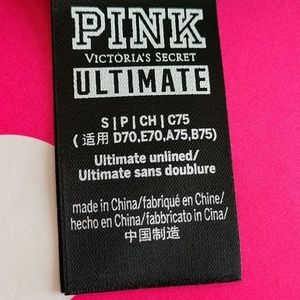 PINK
VICTORIA'S SECRET
ULTIMATE
S | P | CH | C75
( 适用 D70,E70,A75,B75)
Ultimate unlined/
Ultimate sans doublure
made in China/fabriqué en Chine/
hecho en China/fabbricato in Cina/
中国制造